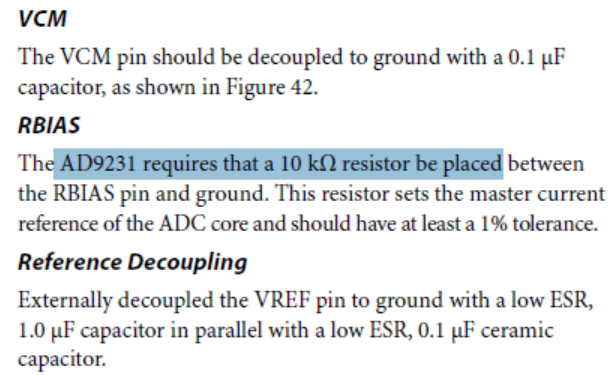 VCM
The VCM pin should be decoupled to ground with a 0.1 μF
capacitor, as shown in Figure 42.
RBIAS
The AD9231 requires that a 10 kΩ resistor be placed between
the RBIAS pin and ground. This resistor sets the master current
reference of the ADC core and should have at least a 1% tolerance.
Reference Decoupling
Externally decoupled the VREF pin to ground with a low ESR,
1.0 μF capacitor in parallel with a low ESR, 0.1 μF ceramic
capacitor.